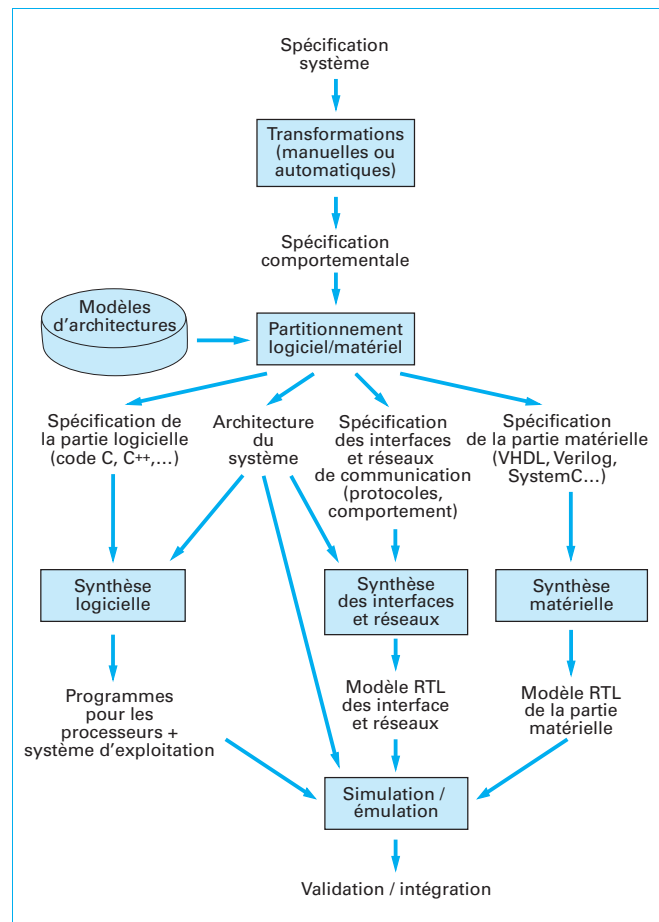 Spécification
système
Transformations
(manuelles ou
automatiques)
Spécification
comportementale
Modèles
d'architectures
Partitionnement
logiciel/matériel
Spécification de
la partie logicielle
(code C, C++,...)
Architecture
du
système
Spécification
des interfaces
et réseaux
de communication
(protocoles,
comportement)
Spécification
de la partie matérielle
(VHDL, Verilog,
SystemC...)
Synthèse
logicielle
Synthèse
des interfaces
et réseaux
Synthèse
matérielle
Programmes
pour les
processeurs +
système d'exploitation
Modèle RTL
des interface
et réseaux
Modèle RTL
de la partie
matérielle
Simulation /
émulation
Validation / intégration